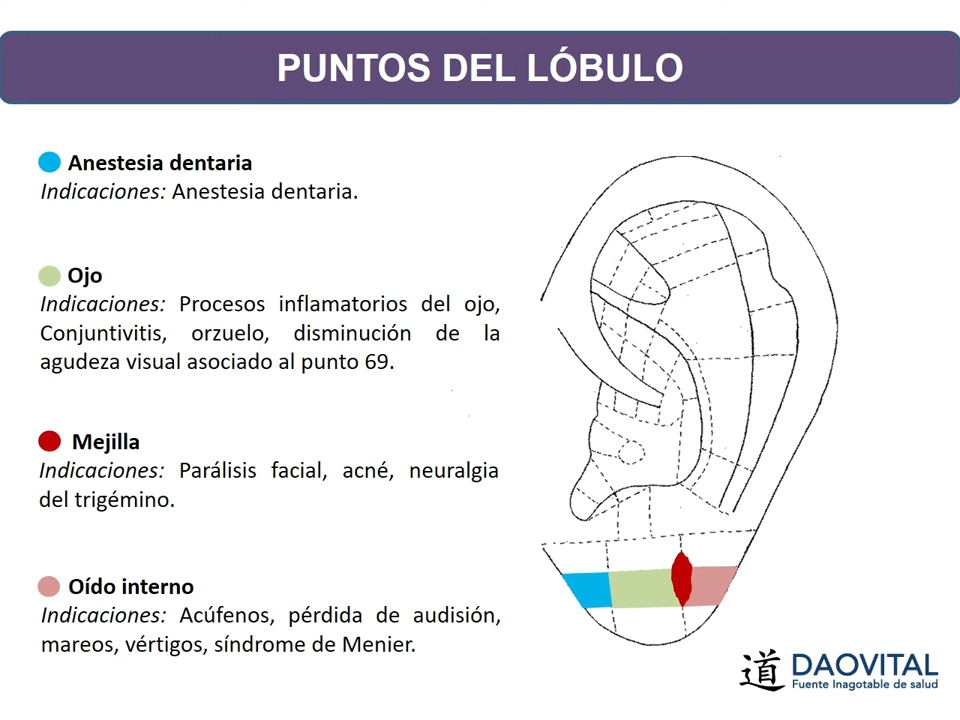 PUNTOS DEL LÓBULO
Anestesia dentaria
Indicaciones: Anestesia dentaria.
Ojo
Indicaciones: Procesos inflamatorios del ojo,
Conjuntivitis, orzuelo, disminución de la
agudeza visual asociado al punto 69.
Mejilla
Indicaciones: Parálisis facial, acné, neuralgia
del trigémino.
Oído interno
Indicaciones: Acúfenos, pérdida de audisión,
mareos, vértigos, síndrome de Menier.
道 DAOVITAL
Fuente Inagotable de salud